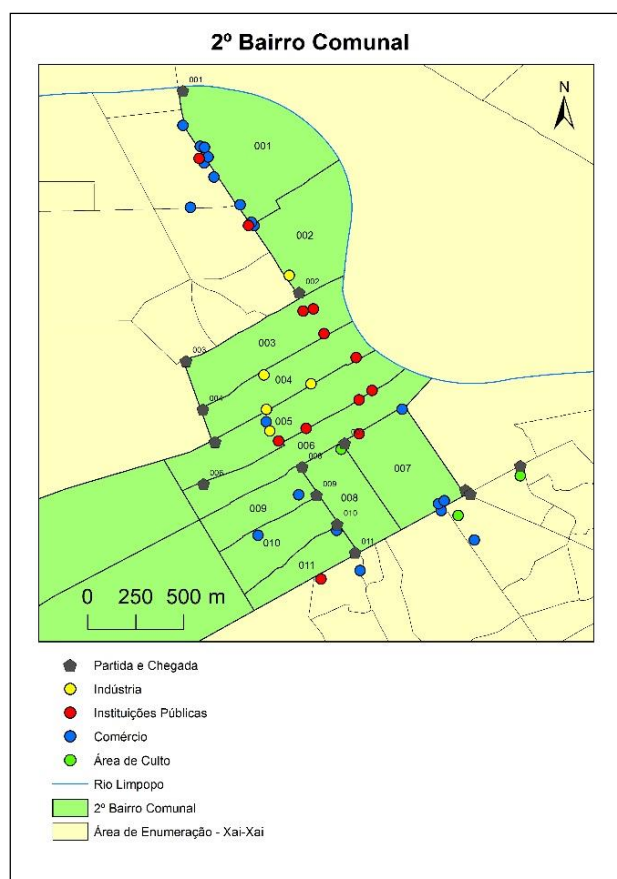 2º Bairro Comunal
001
N
001
002
002
003
003
004
004
005
006
006
007
008
009
009
008
010
010
011
011
0 250 500 m
Partida e Chegada
Indústria
Instituições Públicas
Comércio
Área de Culto
Rio Limpopo
2º Bairro Comunal
Área de Enumeração - Xai-Xai